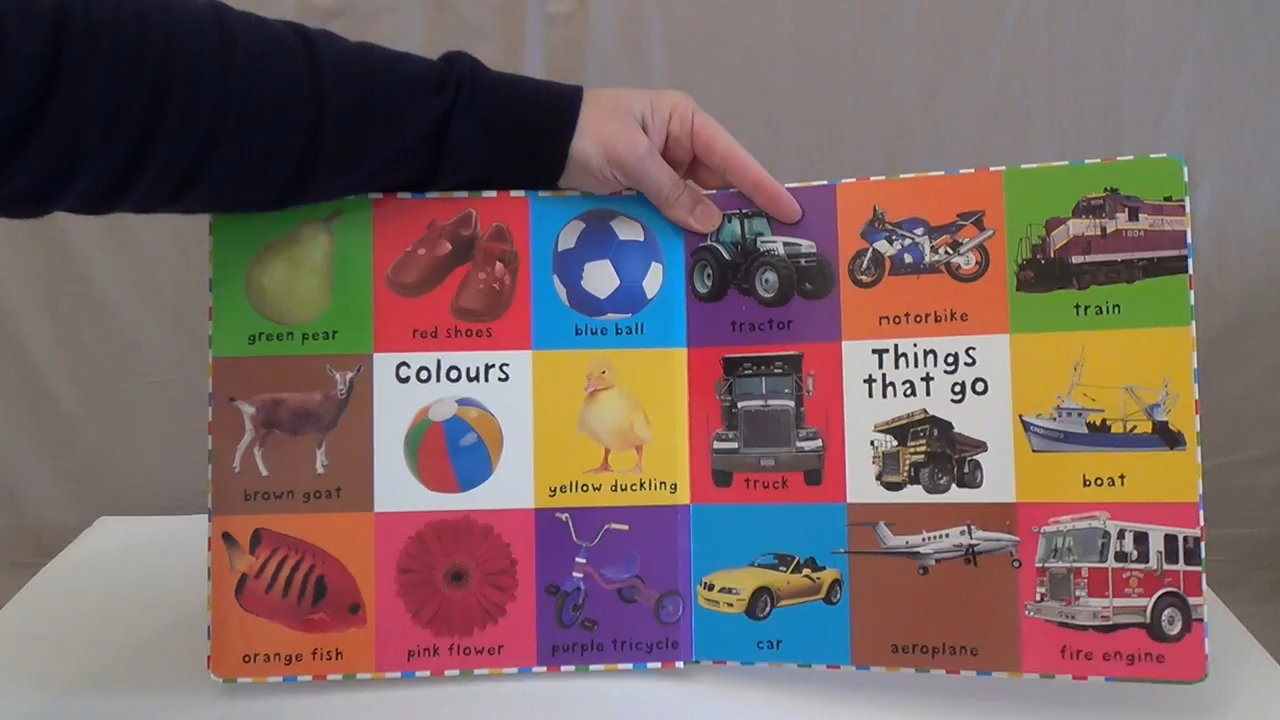 green pear
red shoes
blue ball
brown goat
Colours
yellow duckling
orange fish
pink flower
purple tricycle
tractor
motorbike
train
1804
truck
Things
that go
boat
car
aeroplane
fire engine